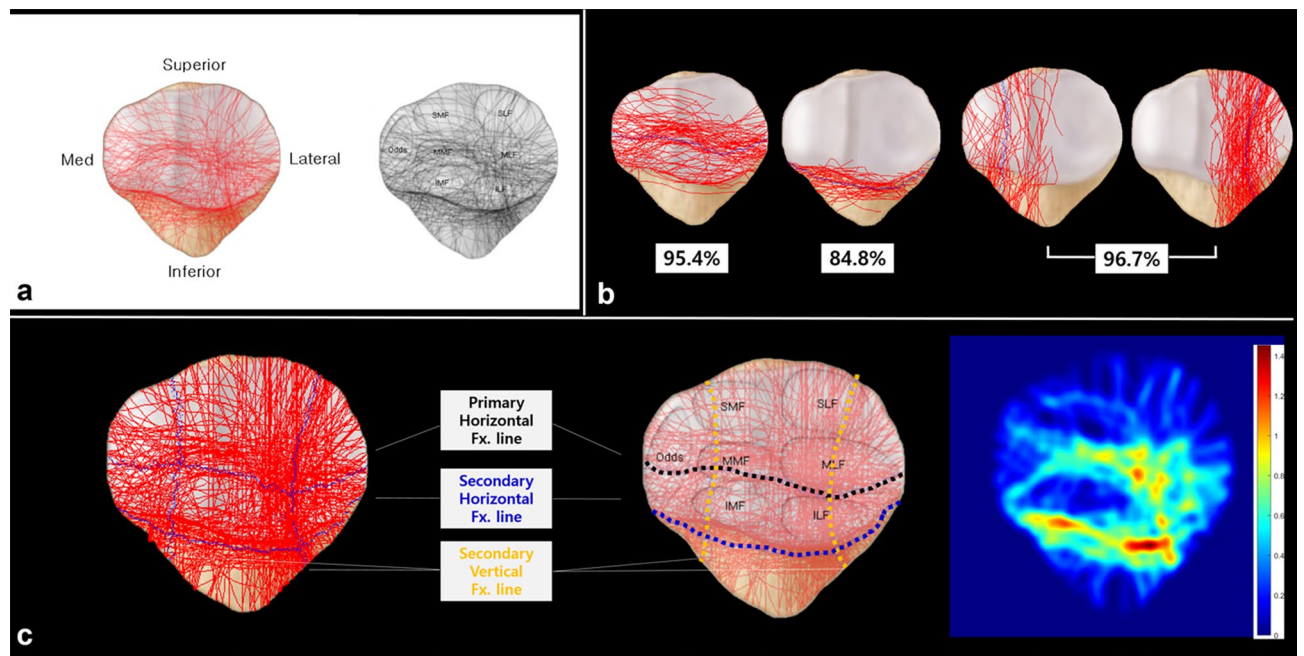 Superior
Med
Lateral
Inferior
SMF
SLF
Odds
MMF
MLF
IMF
ILF
a
95.4%
84.8%
96.7%
b
Primary
Horizontal
Fx. line
Secondary
Horizontal
Fx. line
Secondary
Vertical
Fx. line
SMF
SLF
Odds
MMF
MLF
IMF
ILF
1.4
1.2
1
0.8
0.6
0.4
0.2
0
c